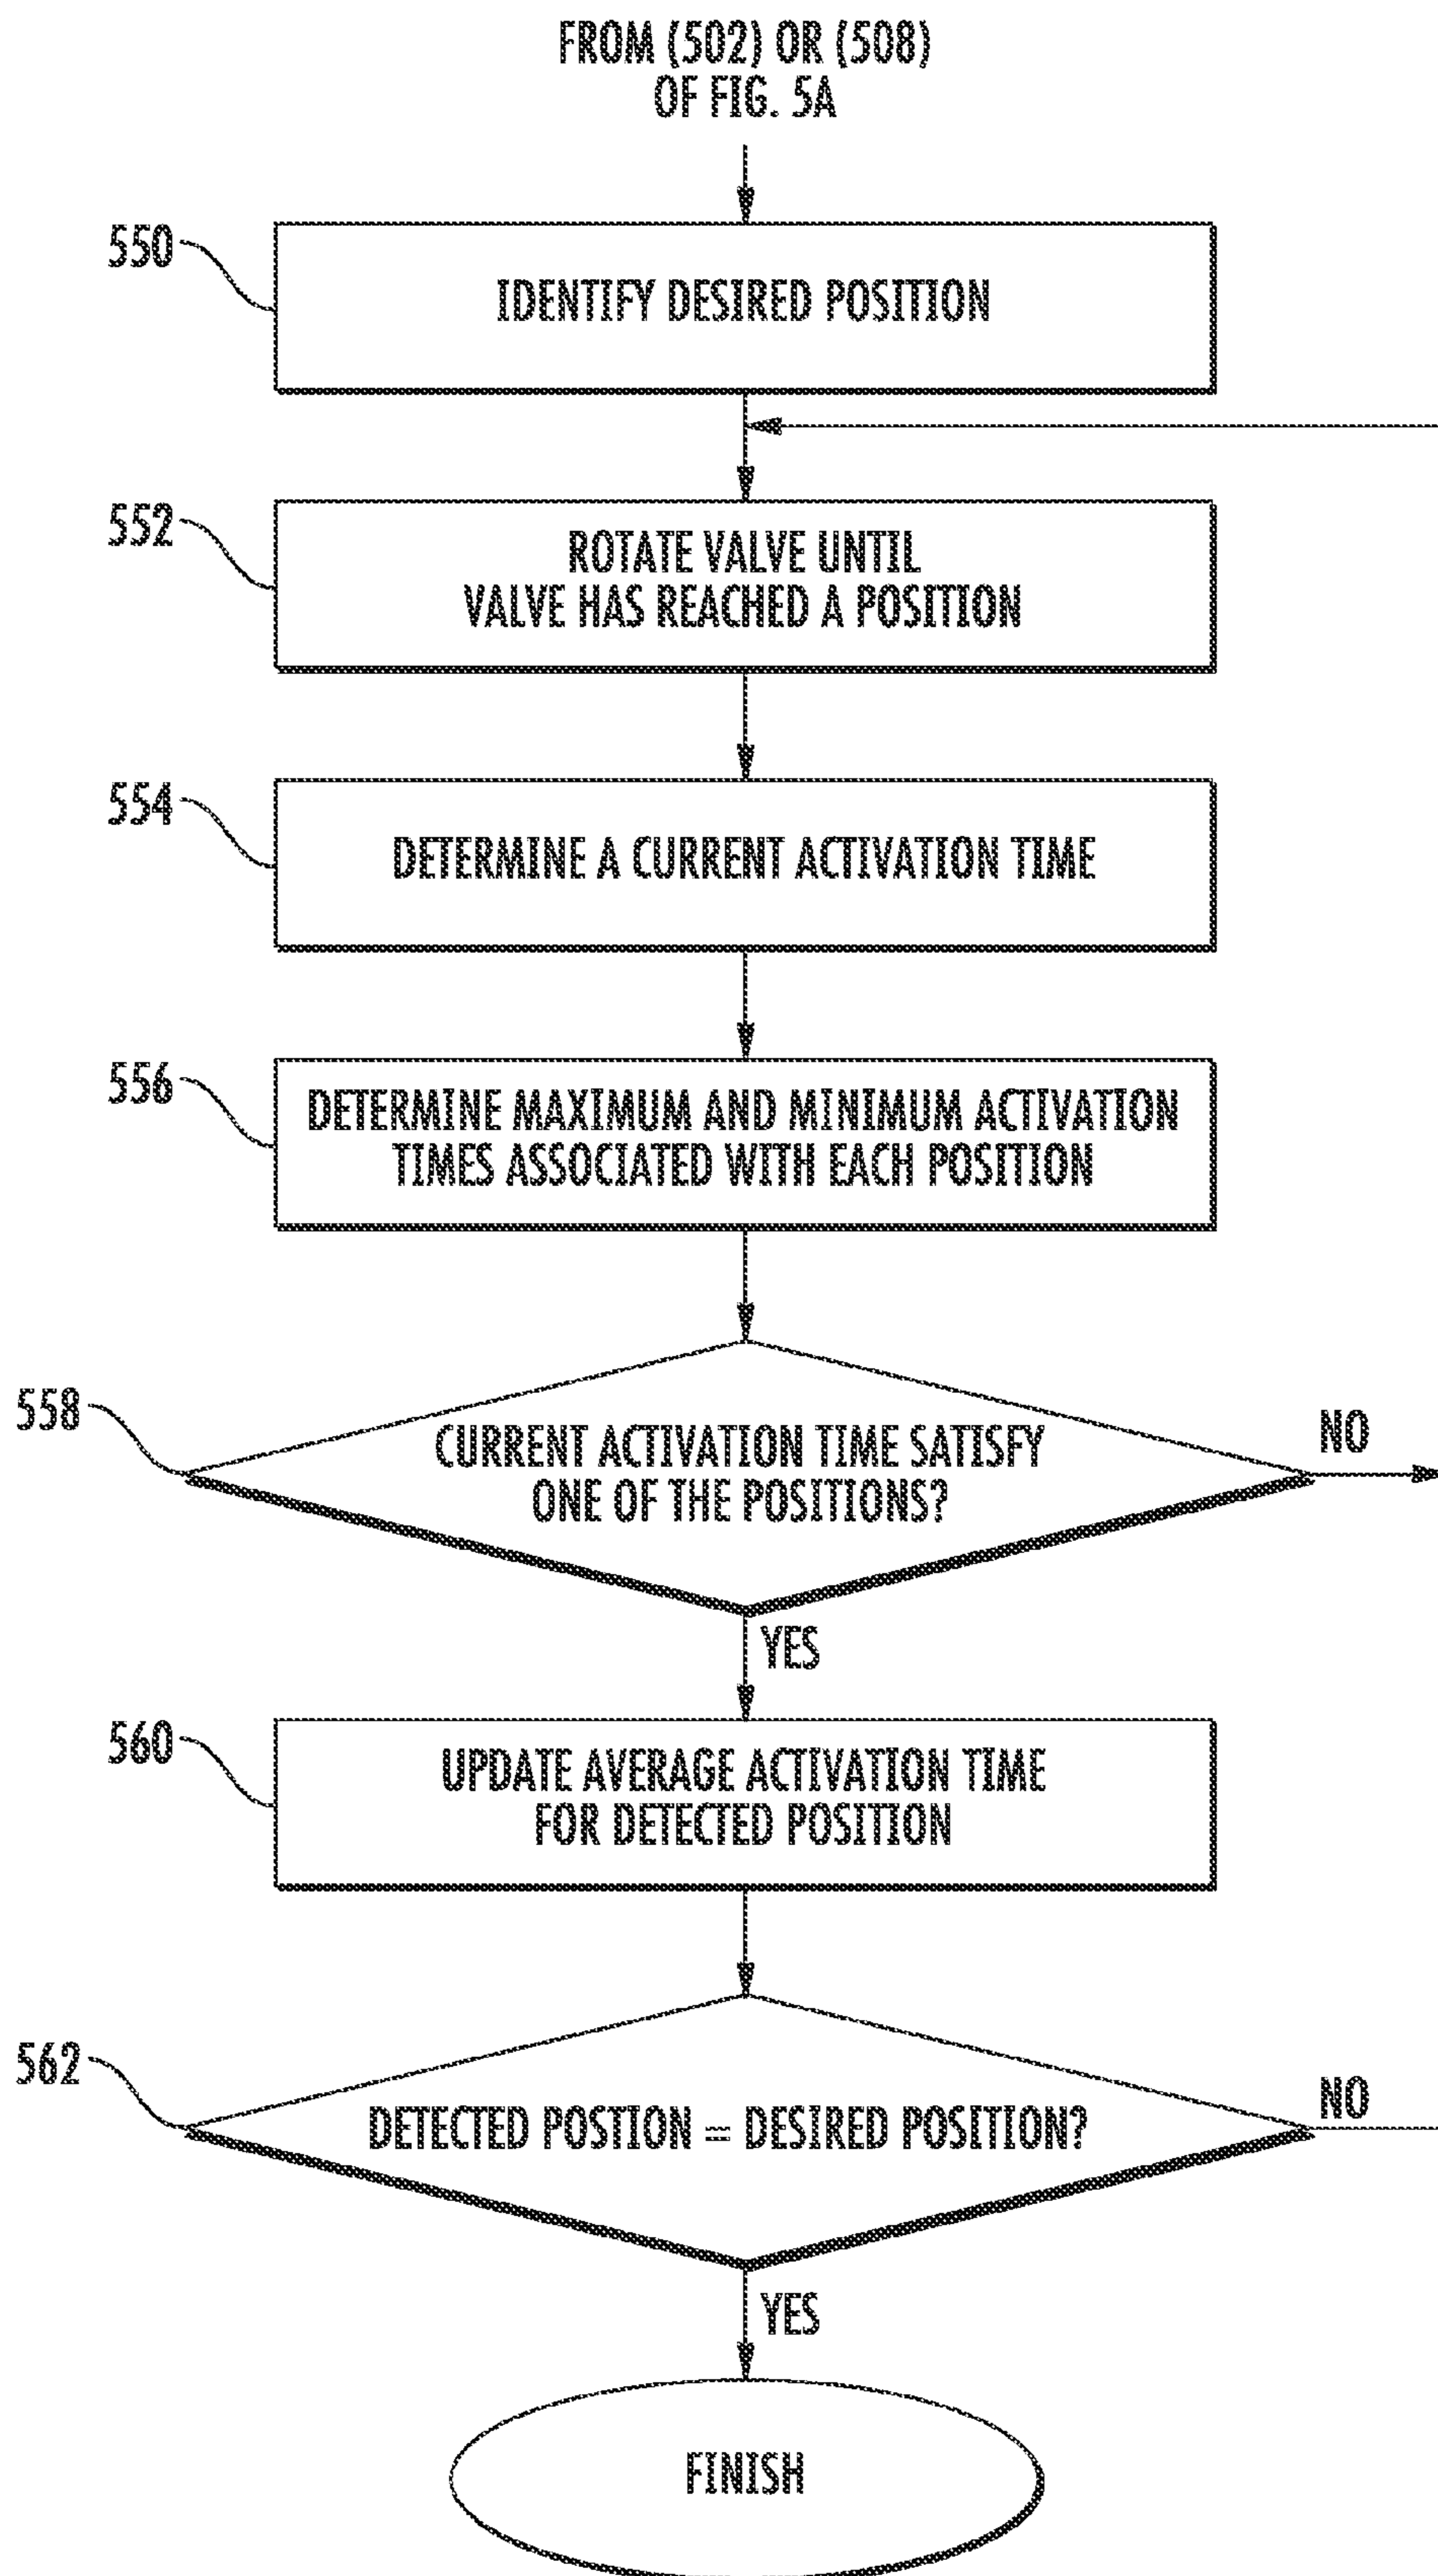 FROM (502) OR (508)
OF FIG. 5A
550
IDENTIFY DESIRED POSITION
552
ROTATE VALVE UNTIL
VALVE HAS REACHED A POSITION
554
DETERMINE A CURRENT ACTIVATION TIME
556
DETERMINE MAXIMUM AND MINIMUM ACTIVATION
TIMES ASSOCIATED WITH EACH POSITION
558
CURRENT ACTIVATION TIME SATISFY
ONE OF THE POSITIONS?
NO
YES
560
UPDATE AVERAGE ACTIVATION TIME
FOR DETECTED POSITION
562
DETECTED POSTION = DESIRED POSITION?
NO
YES
FINISH